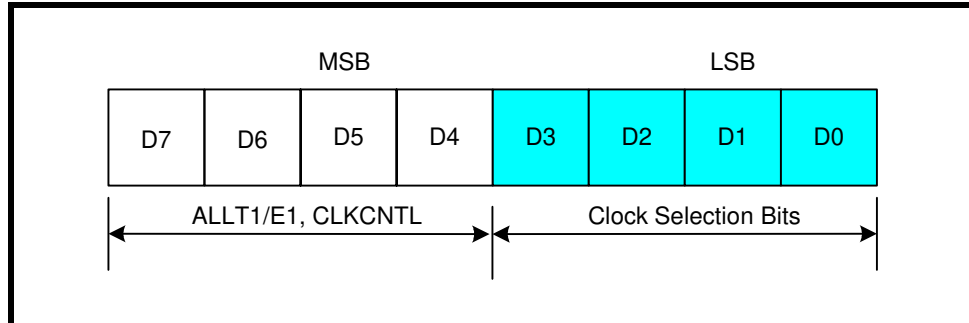 MSB LSB
D7 D6 D5 D4 D3 D2 D1 D0
ALLT1/E1, CLKCNTL Clock Selection Bits